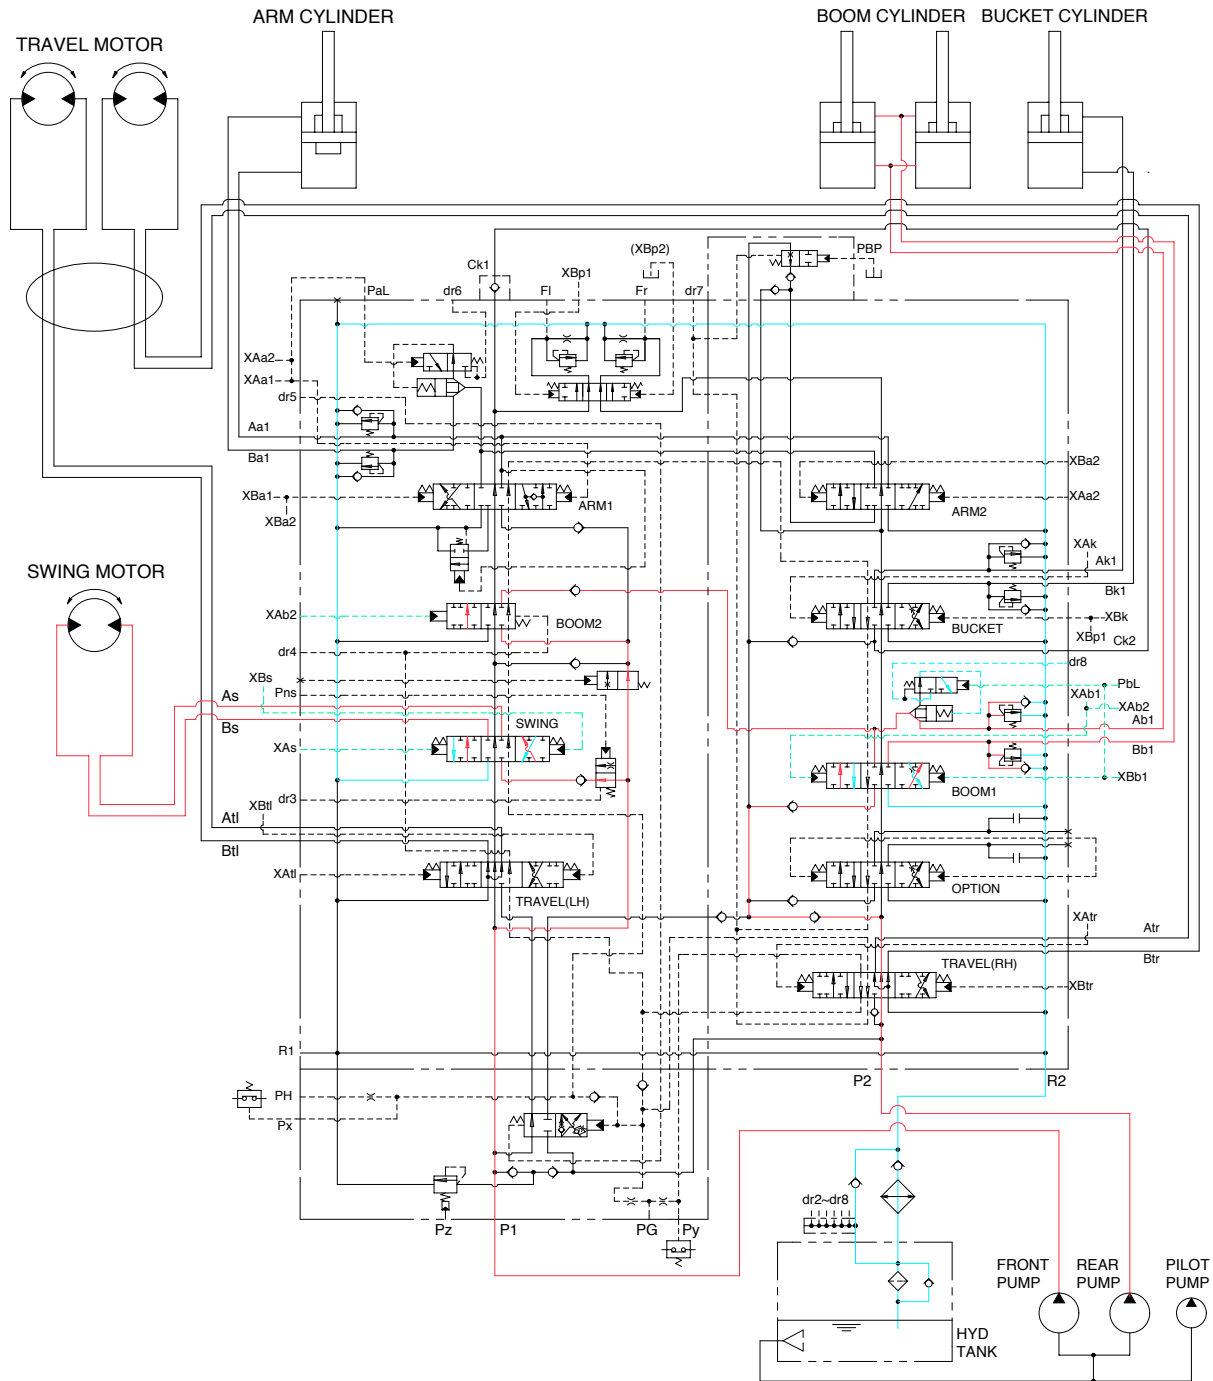 ARM CYLINDER
BOOM CYLINDER
BUCKET CYLINDER
TRAVEL MOTOR
(XBp2)
PBP
Ck1
XBp1
PaL
dr6
Fl
Fr
dr7
XAa2
XAa1
dr5
Aa1
Ba1
XBa2
XBa1
XAa2
XBa2
ARM1
ARM2
XAk
Ak1
SWING MOTOR
Bk1
XAb2
BOOM2
BUCKET
XBk
XBp1
Ck2
dr4
dr8
XBs
Pns
PbL
XAb1
XAb2
As
Bs
SWING
Ab1
XAs
Bb1
BOOM1
XBb1
dr3
XBtl
Atl
Btl
XAtl
OPTION
TRAVEL(LH)
XAtr
Atr
Btr
TRAVEL(RH)
XBtr
R1
P2
R2
PH
Px
dr2~dr8
Pz
P1
PG
Py
FRONT
PUMP
REAR
PUMP
PILOT
PUMP
HYD
TANK